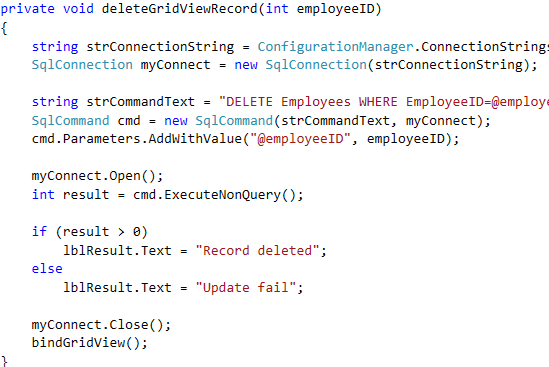 private void deleteGridViewRecord(int employeeID)
{
string strConnectionString = ConfigurationManager.ConnectionStrings
SqlConnection myConnect = new SqlConnection(strConnectionString);
string strCommandText = "DELETE Employees WHERE EmployeeID=@employe
SqlCommand cmd = new SqlCommand(strCommandText, myConnect);
cmd.Parameters.AddWithValue("@employeeID", employeeID);
myConnect.Open();
int result = cmd.ExecuteNonQuery();
if (result > 0)
lblResult.Text = "Record deleted";
else
lblResult.Text = "Update fail";
myConnect.Close();
bindGridView();
}